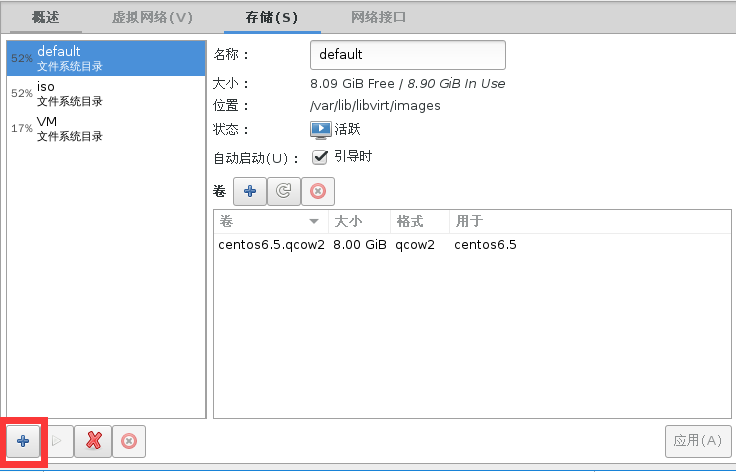 概述 虚拟网络(V) 存储(S) 网络接口
52% default
文件系统目录
52% iso
文件系统目录
17% VM
文件系统目录
名称： default
大小： 8.09 GiB Free / 8.90 GiB In Use
位置： /var/lib/libvirt/images
状态： 活跃
自动启动(U)： 引导时
卷
卷 大小 格式 用于
centos6.5.qcow2 8.00 GiB qcow2 centos6.5
应用(A)